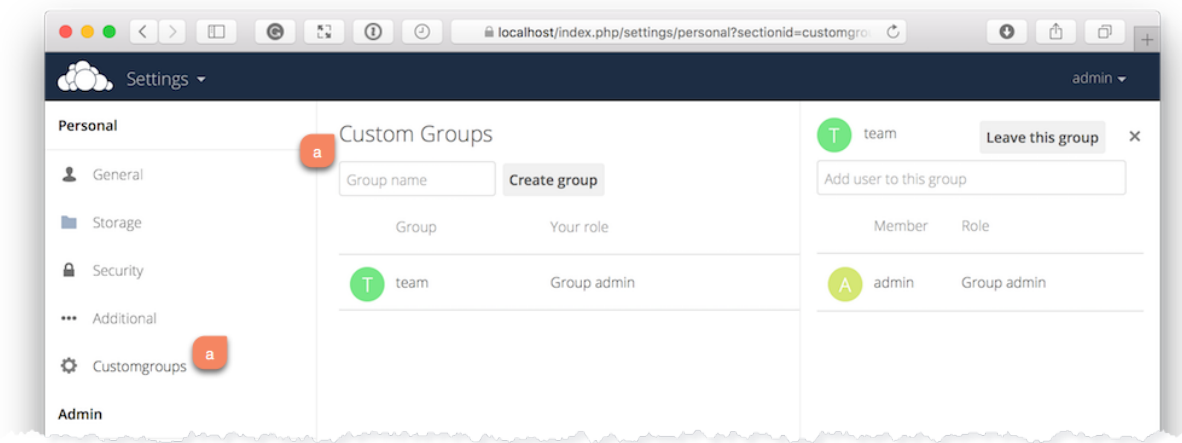 localhost/index.php/settings/personal?sectionid=customgro
Settings
admin
Personal
General
Storage
Security
Additional
Customgroups
a
Admin
a
Custom Groups
Group name
Create group
Group
Your role
T
team
Group admin
T
team
Leave this group
×
Add user to this group
Member
Role
A
admin
Group admin